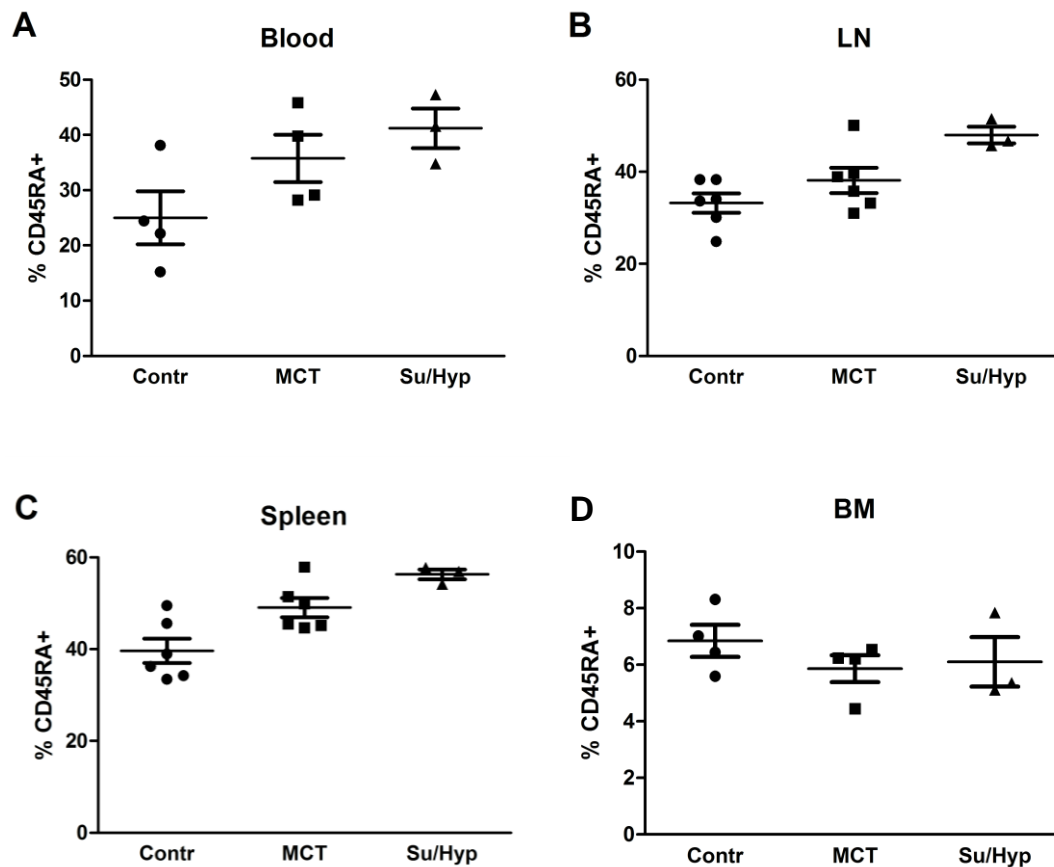 A
Blood
% CD45RA+
50
40
30
20
10
0
Contr MCT Su/Hyp
B
LN
% CD45RA+
60
40
20
0
Contr MCT Su/Hyp
C
Spleen
% CD45RA+
60
40
20
0
Contr MCT Su/Hyp
D
BM
% CD45RA+
10
8
6
4
2
0
Contr MCT Su/Hyp